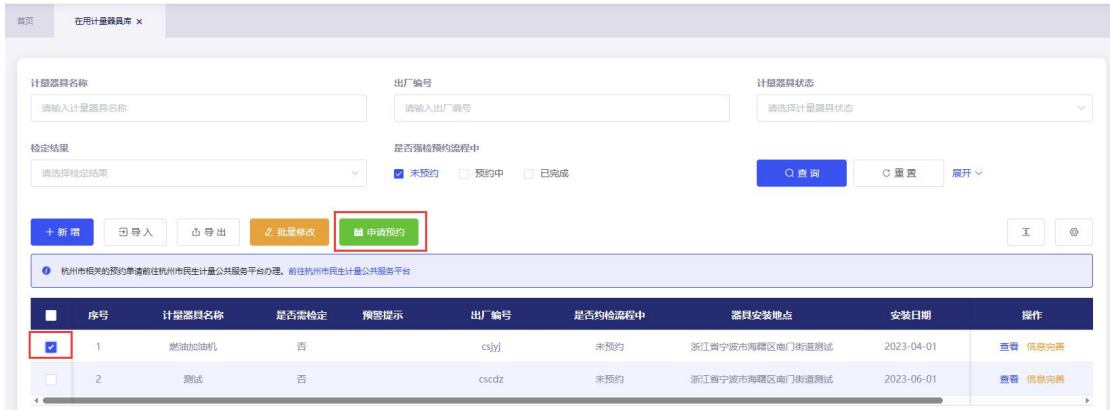 首页 在用计量器具库 ×
计量器具名称 出厂编号 计量器具状态
请输入计量器具名称 请输入出厂编号 请选择计量器具状态
检定结果 是否强检预约流程中
请选择检定结果 未预约 预约中 已完成 查询 重置 展开
+ 新增 导入 导出 批量修改 申请预约
杭州市相关的预约单请前往杭州市民生计量公共服务平台办理。前往杭州市民生计量公共服务平台
序号 计量器具名称 是否需检定 预警提示 出厂编号 是否约检流程中 器具安装地点 安装日期 操作
1 燃油加油机 否 csjyj 未预约 浙江省宁波市海曙区南门街道测试 2023-04-01 查看 信息完善
2 测试 否 cscdz 未预约 浙江省宁波市海曙区南门街道测试 2023-06-01 查看 信息完善